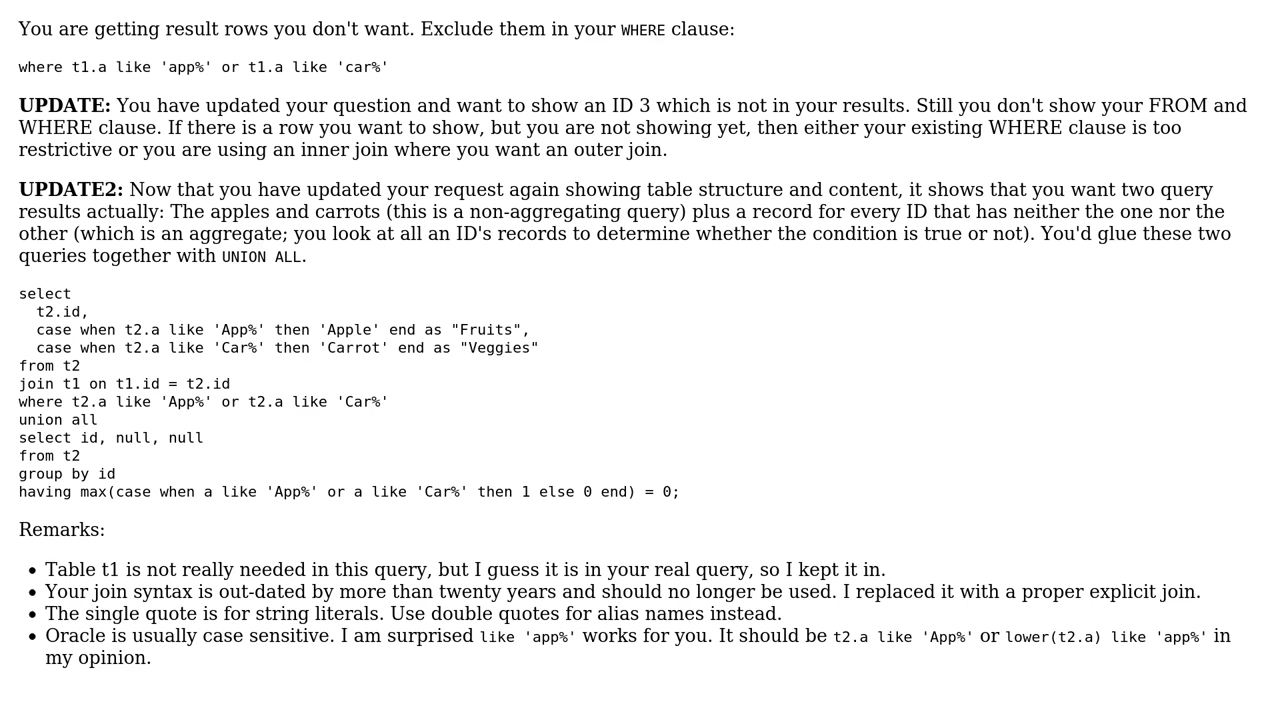 You are getting result rows you don't want. Exclude them in your WHERE clause:
where t1.a like 'app%' or t1.a like 'car%'
UPDATE: You have updated your question and want to show an ID 3 which is not in your results. Still you don't show your FROM and
WHERE clause. If there is a row you want to show, but you are not showing yet, then either your existing WHERE clause is too
restrictive or you are using an inner join where you want an outer join.
UPDATE2: Now that you have updated your request again showing table structure and content, it shows that you want two query
results actually: The apples and carrots (this is a non-aggregating query) plus a record for every ID that has neither the one nor the
other (which is an aggregate; you look at all an ID's records to determine whether the condition is true or not). You'd glue these two
queries together with UNION ALL.
select
  t2.id,
  case when t2.a like 'App%' then 'Apple' end as "Fruits",
  case when t2.a like 'Car%' then 'Carrot' end as "Veggies"
from t2
join t1 on t1.id = t2.id
where t2.a like 'App%' or t2.a like 'Car%'
union all
select id, null, null
from t2
group by id
having max(case when a like 'App%' or a like 'Car%' then 1 else 0 end) = 0;
Remarks:
• Table t1 is not really needed in this query, but I guess it is in your real query, so I kept it in.
• Your join syntax is out-dated by more than twenty years and should no longer be used. I replaced it with a proper explicit join.
• The single quote is for string literals. Use double quotes for alias names instead.
• Oracle is usually case sensitive. I am surprised like 'app%' works for you. It should be t2.a like 'App%' or lower(t2.a) like 'app%' in
my opinion.